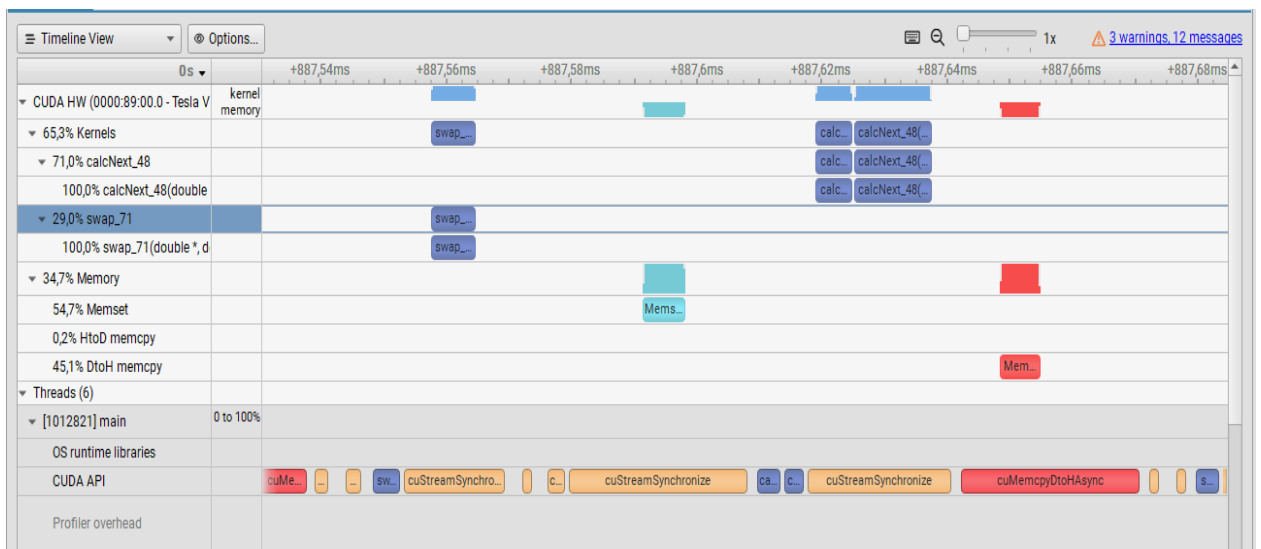 Timeline View Options... 1x 3 warnings, 12 messages
0s +887,54ms +887,56ms +887,58ms +887,6ms +887,62ms +887,64ms +887,66ms +887,68ms
CUDA HW (0000:89:00.0 - Tesla V kernel
memory
65,3% Kernels swap_... calc... calcNext_48(...
71,0% calcNext_48 calc... calcNext_48(...
100,0% calcNext_48(double calc... calcNext_48(...
29,0% swap_71 swap_...
100,0% swap_71(double *, d swap_...
34,7% Memory
54,7% Memset Mems...
0,2% HtoD memcpy
45,1% DtoH memcpy Mem...
Threads (6)
[1012821] main 0 to 100%
OS runtime libraries
CUDA API cuMe... ... ... sw... cuStreamSynchro... c... cuStreamSynchronize ca... c... cuStreamSynchronize cuMemcpyDtoHAsync s...
Profiler overhead